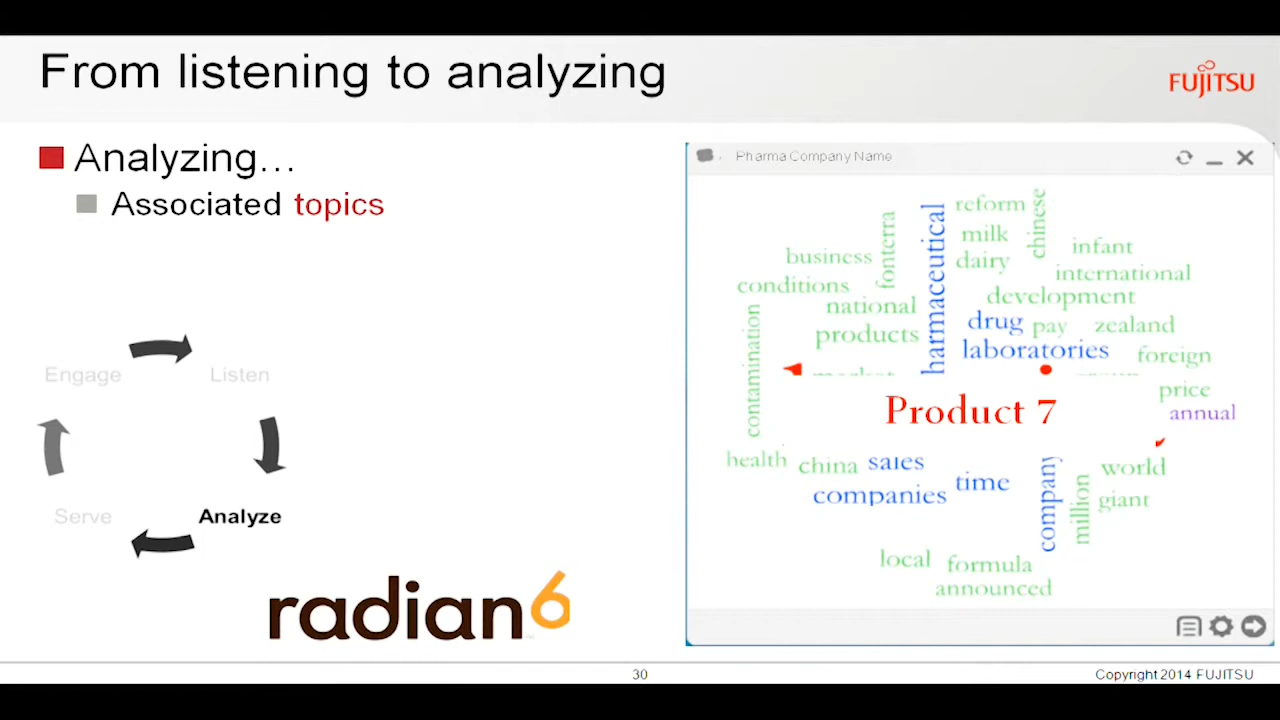 From listening to analyzing
FUJITSU
Analyzing…
Associated topics
Engage
Listen
Serve
Analyze
radian6
Pharma Company Name
reform
chinese
harmaceutical
fonterra
milk
infant
business
dairy
international
conditions
development
national
drug pay zealand
products
contamination
laboratories
foreign
price
Product 7
annual
health
china
sales
company
world
companies
time
million
giant
local
formula
announced
30
Copyright 2014 FUJITSU